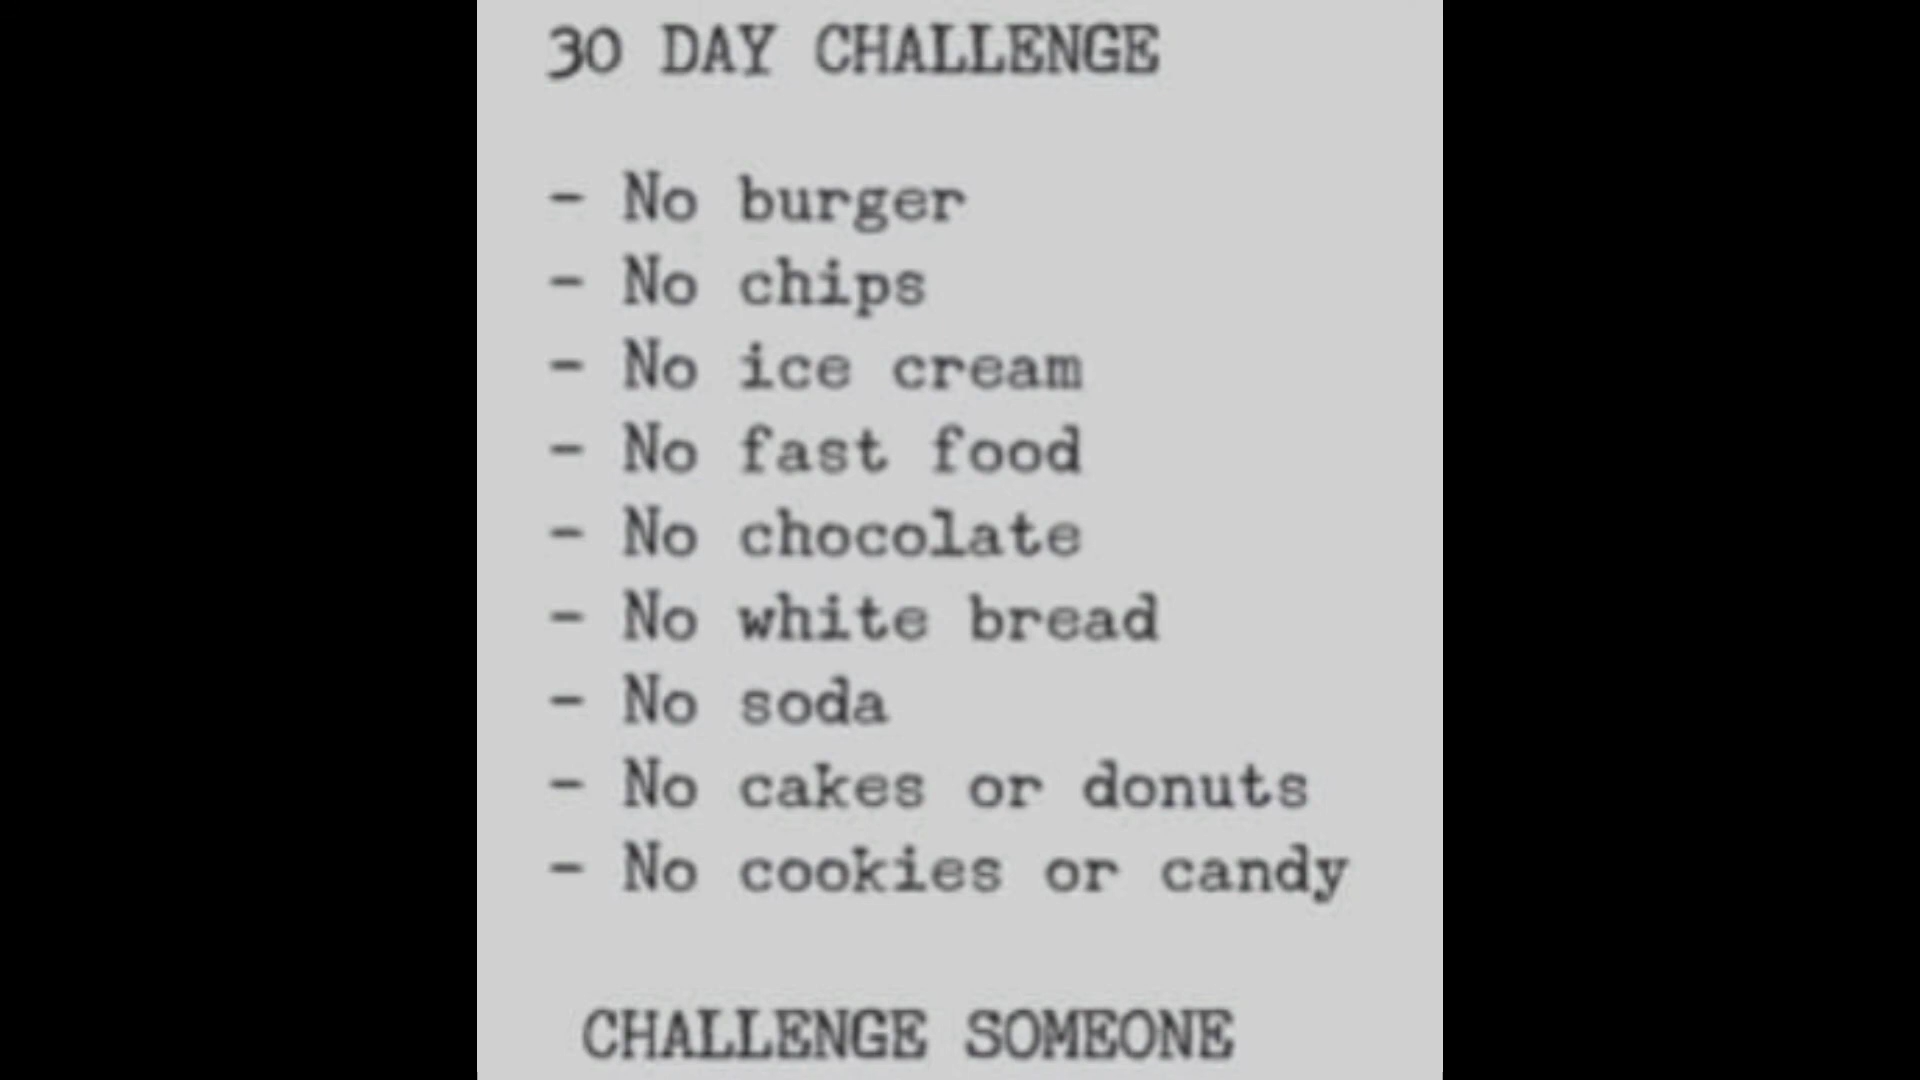 30 DAY CHALLENGE
- No burger
- No chips
- No ice cream
- No fast food
- No chocolate
- No white bread
- No soda
- No cakes or donuts
- No cookies or candy
CHALLENGE SOMEONE